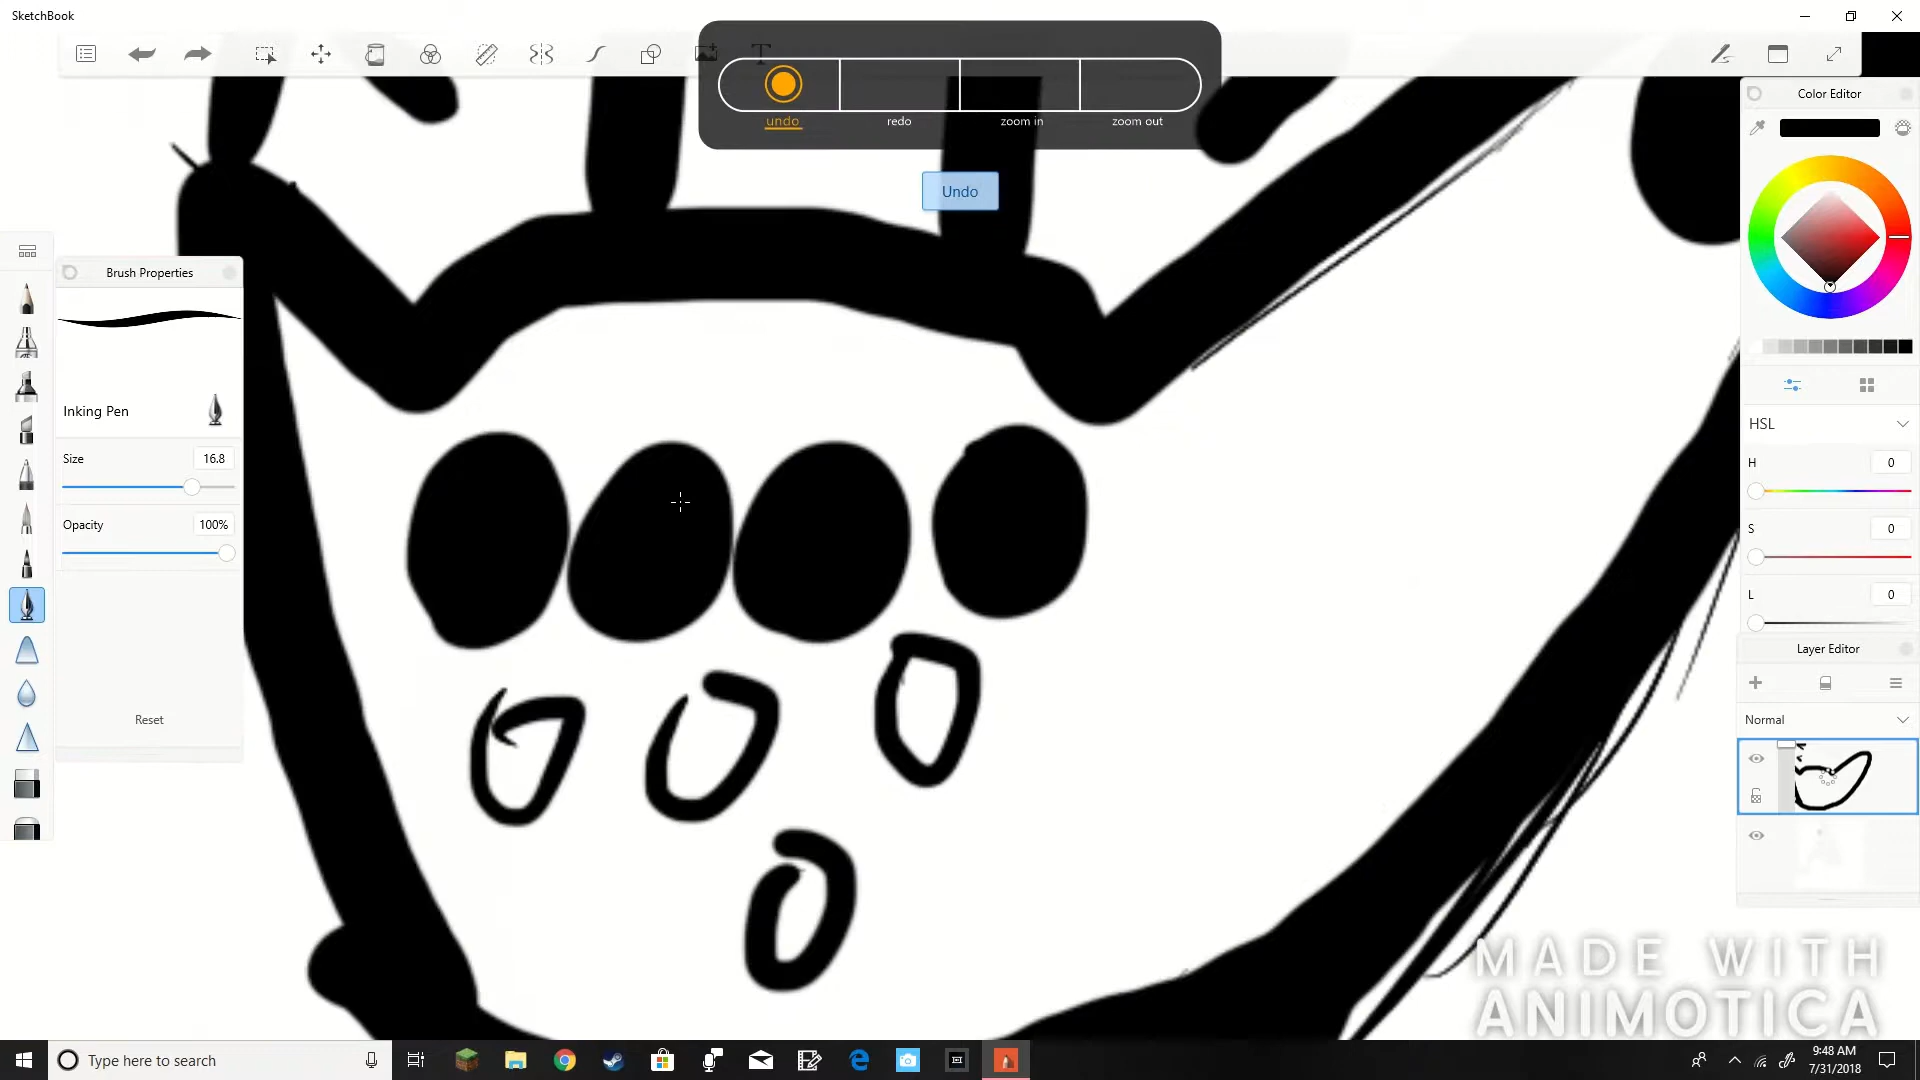 SketchBook
undo
redo
zoom in
zoom out
Undo
Color Editor
Brush Properties
Inking Pen
Size
16.8
Opacity
100%
Reset
HSL
H
0
S
0
L
0
Layer Editor
Normal
MADE WITH
ANIMOTICA
Type here to search
9:48 AM
7/31/2018